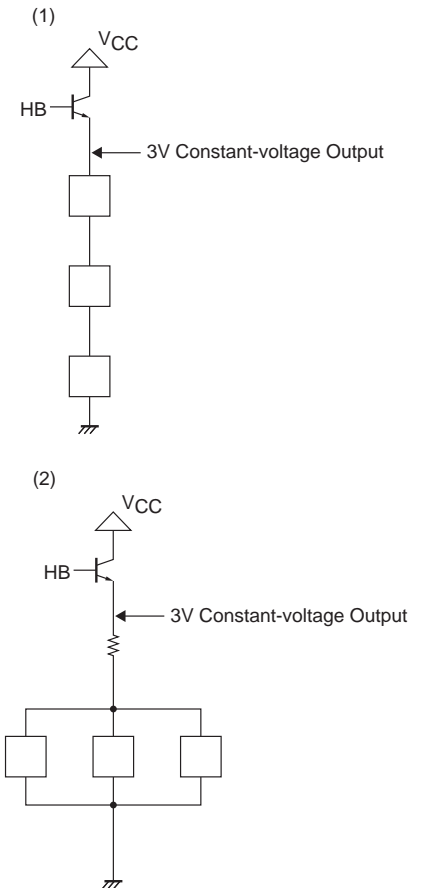 (1)
VCC
HB
3V Constant-voltage Output
(2)
VCC
HB
3V Constant-voltage Output